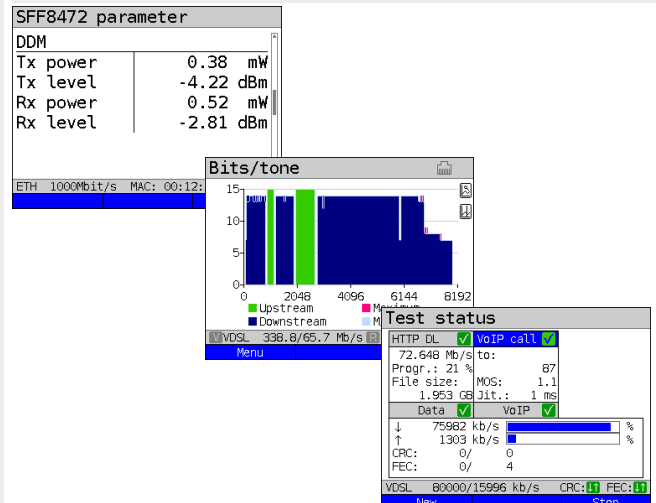 SFF8472 parameter
DDM
Tx power 0.38 mW
Tx level -4.22 dBm
Rx power 0.52 mW
Rx level -2.81 dBm
ETH 1000Mbit/s MAC: 00:12:
Bits/tone
15
10
5
0
0 2048 4096 6144 8192
Upstream Maximum
Downstream M
V VDSL 338.8/65.7 Mb/s R
Menu
Test status
HTTP DL VoIP call
72.648 Mb/s to:
Progr.: 21 % 87
File size: MOS: 1.1
1.953 GB Jit.: 1 ms
Data VoIP
↓ 75982 kb/s %
↑ 1303 kb/s %
CRC: 0/ 0
FEC: 0/ 4
VDSL 80000/15996 kb/s CRC: FEC:
New Stop